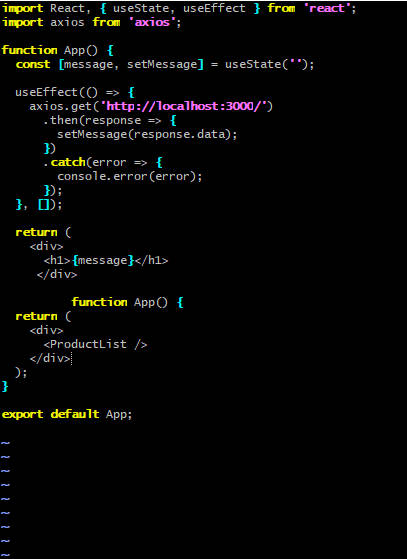 import React, { useState, useEffect } from 'react';
import axios from 'axios';

function App() {
  const [message, setMessage] = useState('');

  useEffect(() => {
    axios.get('http://localhost:3000/')
      .then(response => {
        setMessage(response.data);
      })
      .catch(error => {
        console.error(error);
      });
  }, []);

  return (
    <div>
      <h1>{message}</h1>
     </div>

          function App() {
  return (
    <div>
      <ProductList />
    </div>
  );
}

export default App;

~
~
~
~
~
~
~
~
~